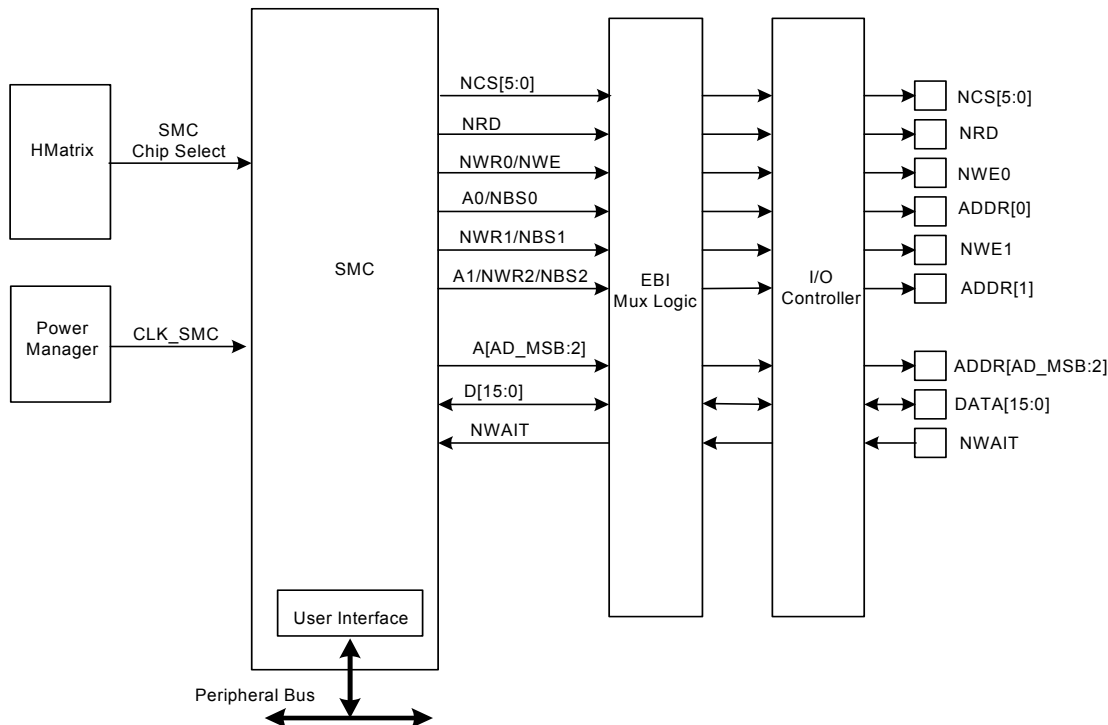 NCS[5:0]
NCS[5:0]
HMatrix
SMC
Chip Select
NRD
NRD
NWR0/NWE
NWE0
A0/NBS0
ADDR[0]
NWR1/NBS1
NWE1
SMC
EBI
Mux Logic
I/O
Controller
A1/NWR2/NBS2
ADDR[1]
Power
Manager
CLK_SMC
A[AD_MSB:2]
ADDR[AD_MSB:2]
D[15:0]
DATA[15:0]
NWAIT
NWAIT
User Interface
Peripheral Bus